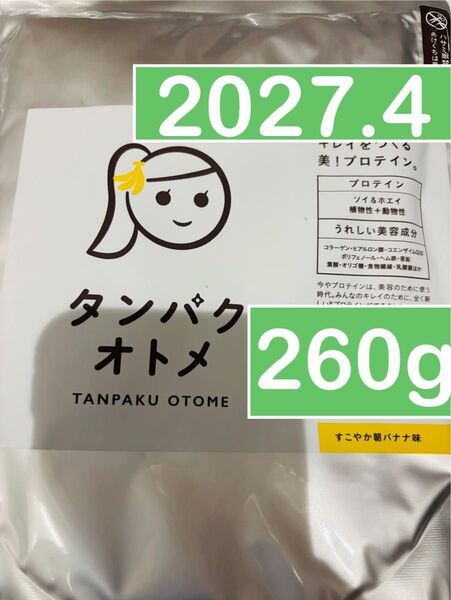 ハサミ厳禁
2027.4
キレイをつくる
美！プロテイン。
プロテイン
ソイ&ホエイ
植物性+動物性
うれしい美容成分
コラーゲン・ヒアルロン酸・コエンザイムQ10
ポリフェノール・ヘム鉄・亜鉛
葉酸・オリゴ糖・食物繊維・乳酸菌ほか
今やプロテインは、美容のために使う
時代。みんなのキレイのために、全く新
タンパク
オトメ
TANPAKU OTOME
260g
すこやか朝バナナ味